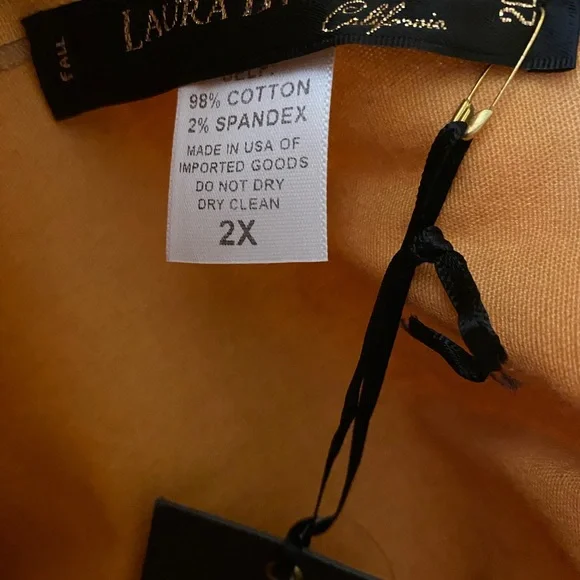 FALL
LAURA
California
98% COTTON
2% SPANDEX
MADE IN USA OF
IMPORTED GOODS
DO NOT DRY
DRY CLEAN
2X